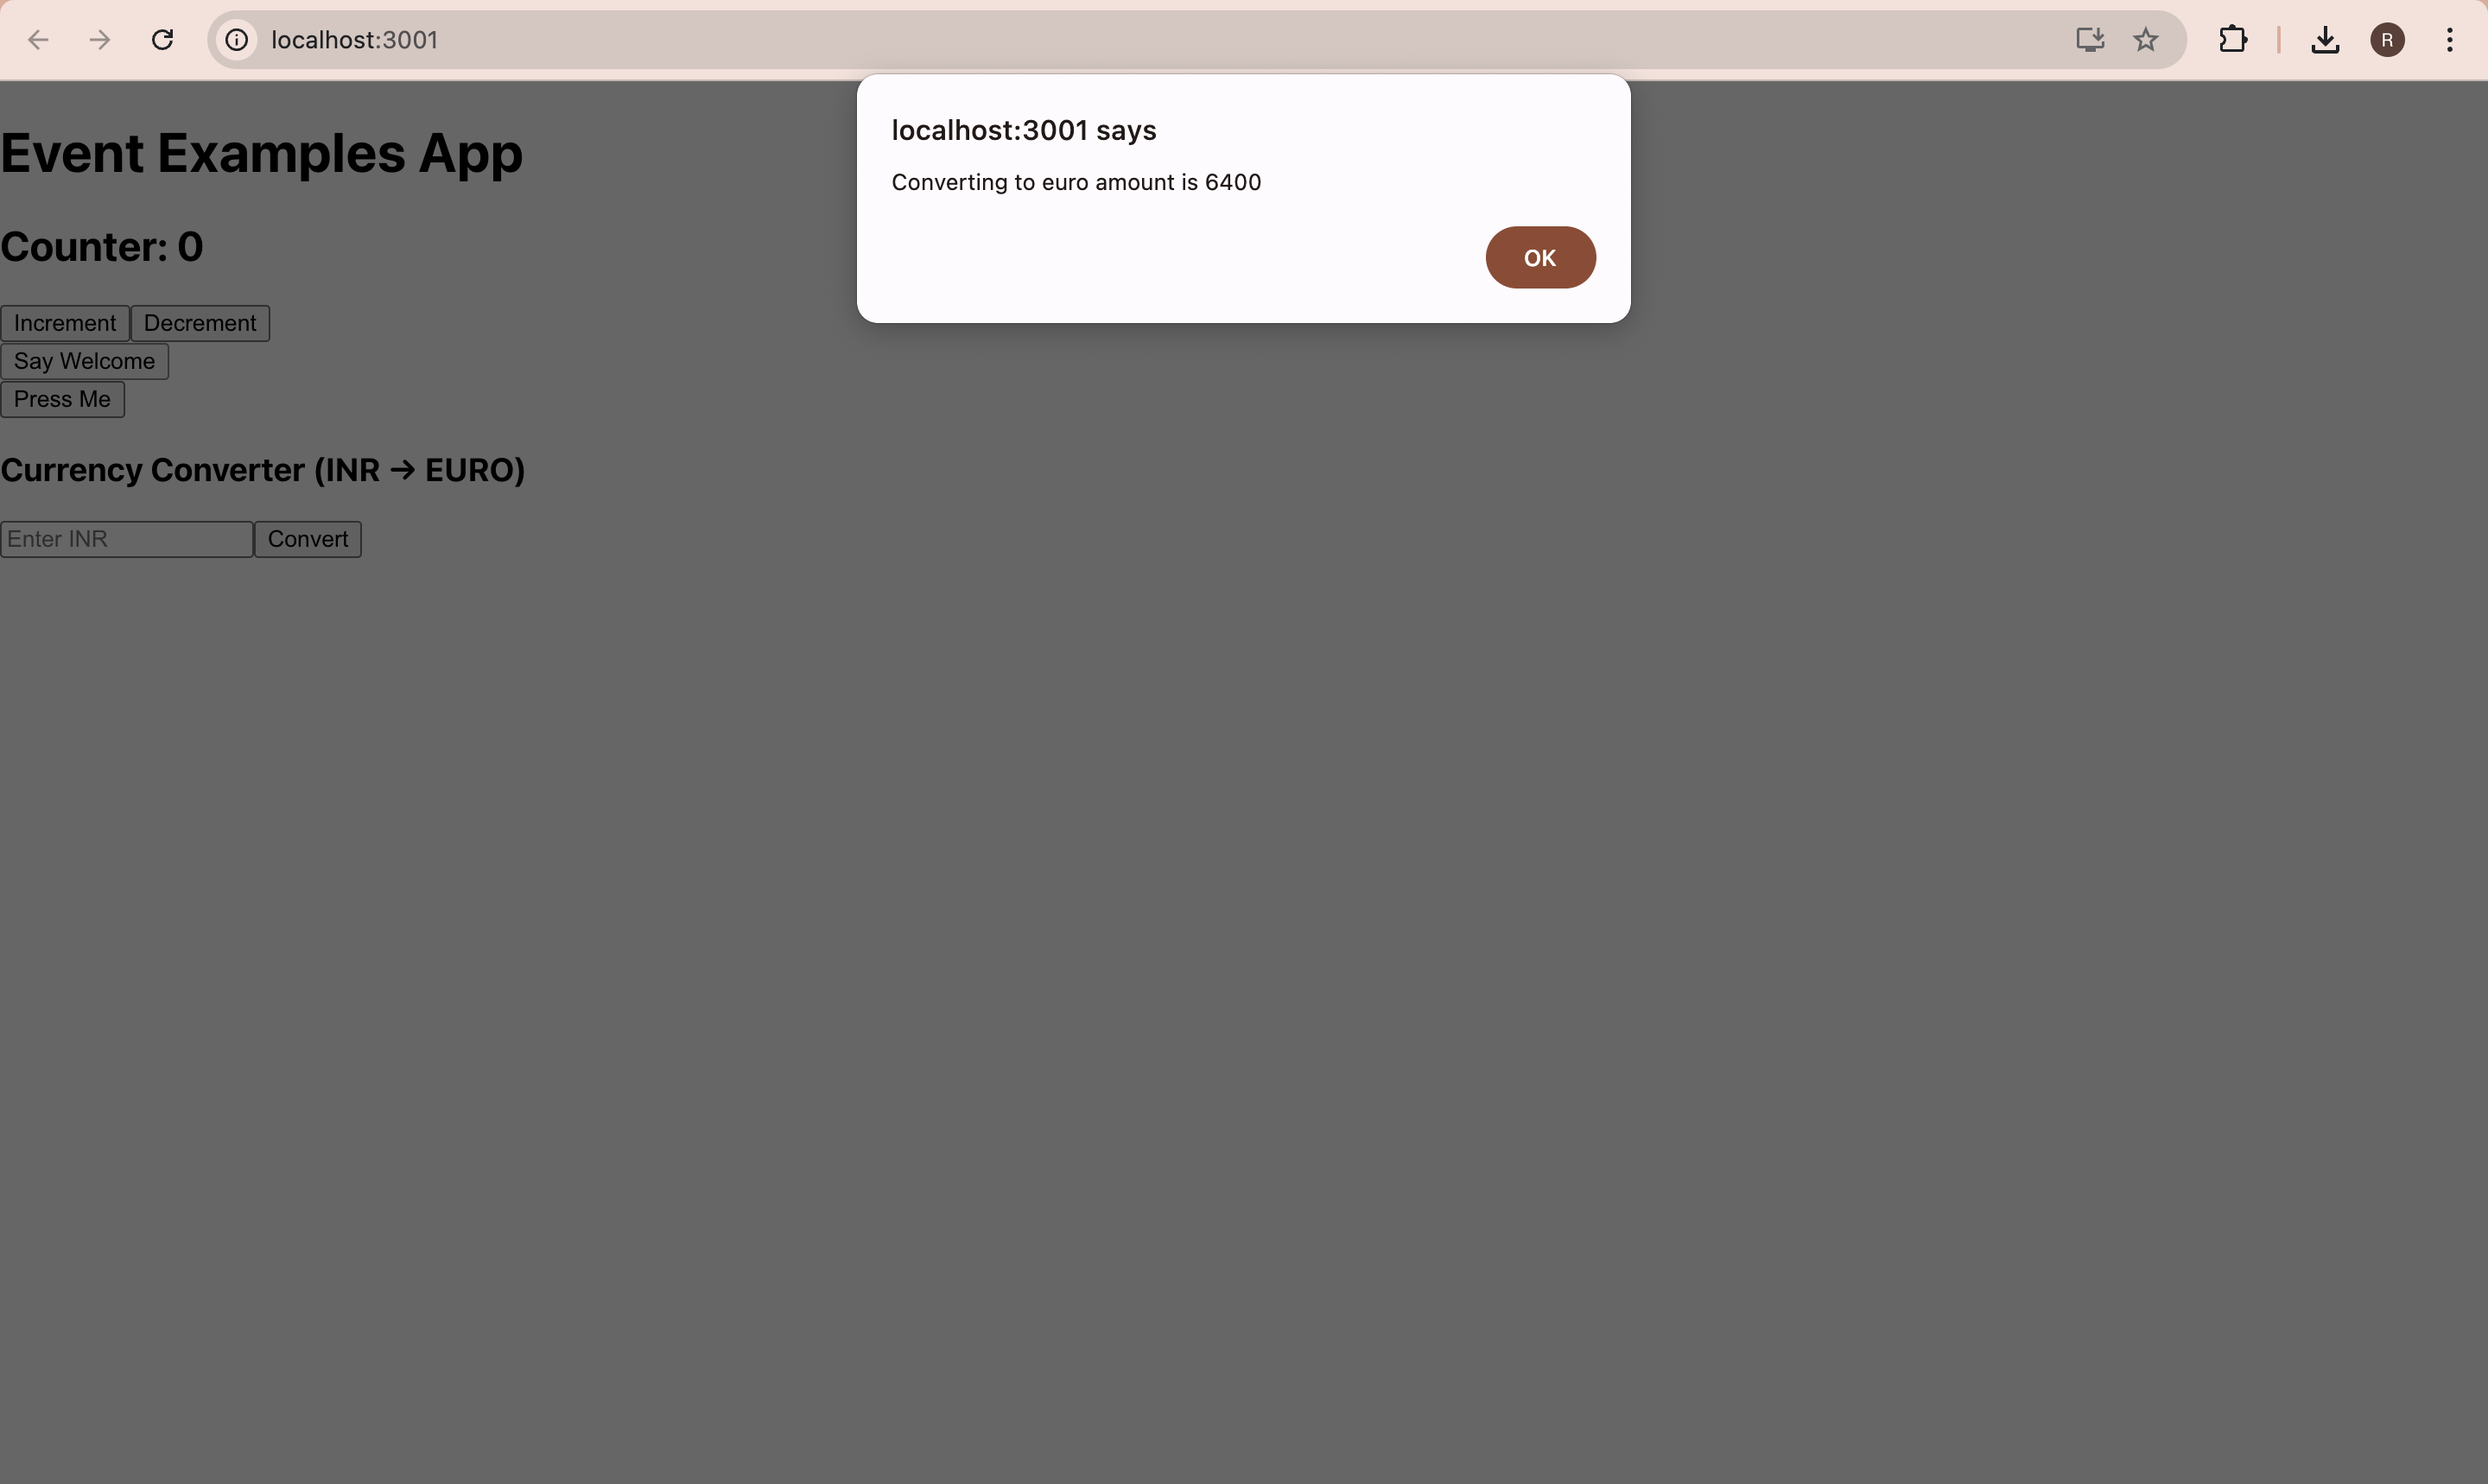 localhost:3001
R
localhost:3001 says
Converting to euro amount is 6400
OK
Event Examples App
Counter: 0
Increment Decrement
Say Welcome
Press Me
Currency Converter (INR → EURO)
Enter INR Convert